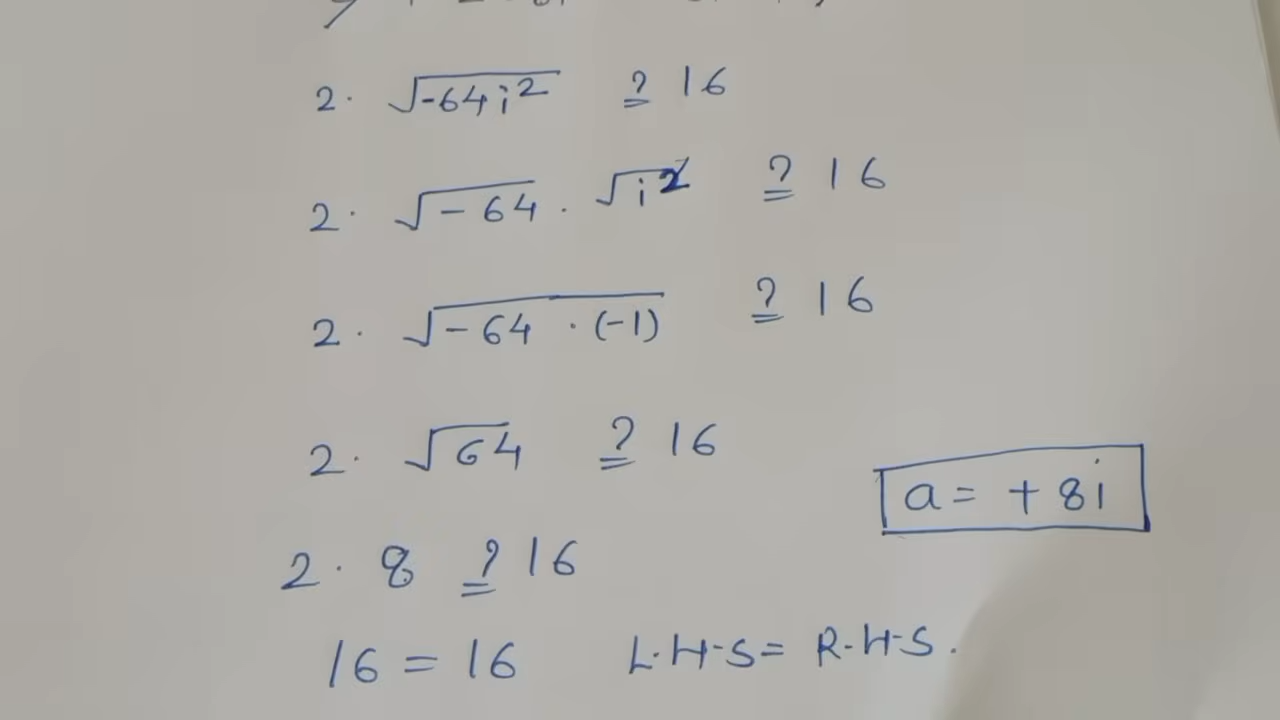 2. √-64i² ≟ 16
2. √-64 . √i² ≟ 16
2. √-64 . (-1) ≟ 16
2. √64 ≟ 16
a = + 8i
2. 8 ≟ 16
16 = 16 L.H-S = R.H-S.